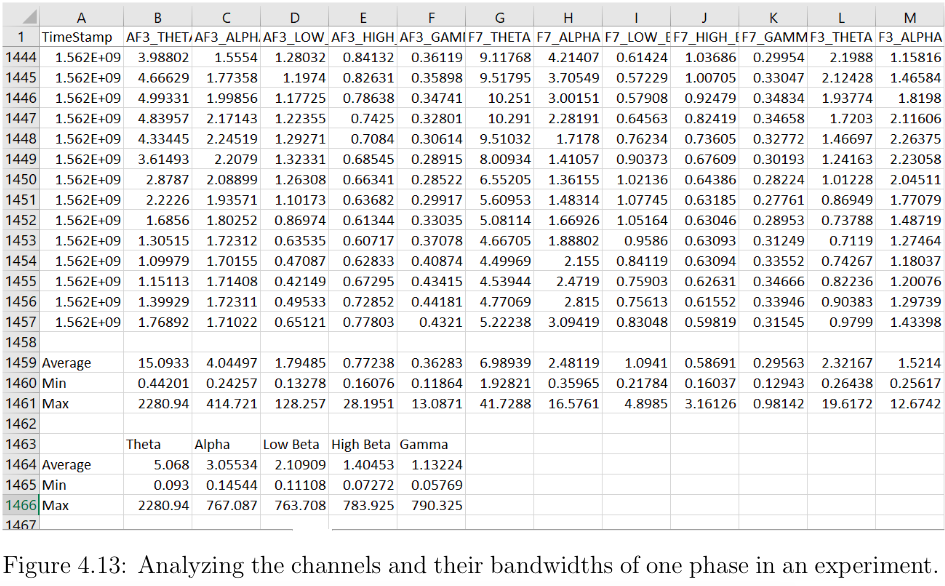 A B C D E F G H I J K L M
1 TimeStamp AF3_THET AF3_ALPH AF3_LOW_ AF3_HIGH AF3_GAMI F7_THETA F7_ALPHA F7_LOW_E F7_HIGH_E F7_GAMM F3_THETA F3_ALPHA
1444 1.562E+09 3.98802 1.5554 1.28032 0.84132 0.36119 9.11768 4.21407 0.61424 1.03686 0.29954 2.1988 1.15816
1445 1.562E+09 4.66629 1.77358 1.1974 0.82631 0.35898 9.51795 3.70549 0.57229 1.00705 0.33047 2.12428 1.46584
1446 1.562E+09 4.99331 1.99856 1.17725 0.78638 0.34741 10.251 3.00151 0.57908 0.92479 0.34834 1.93774 1.8198
1447 1.562E+09 4.83957 2.17143 1.22355 0.7425 0.32801 10.291 2.28191 0.64563 0.82419 0.34658 1.7203 2.11606
1448 1.562E+09 4.33445 2.24519 1.29271 0.7084 0.30614 9.51032 1.7178 0.76234 0.73605 0.32772 1.46697 2.26375
1449 1.562E+09 3.61493 2.2079 1.32331 0.68545 0.28915 8.00934 1.41057 0.90373 0.67609 0.30193 1.24163 2.23058
1450 1.562E+09 2.8787 2.08899 1.26308 0.66341 0.28522 6.55205 1.36155 1.02136 0.64386 0.28224 1.01228 2.04511
1451 1.562E+09 2.2226 1.93571 1.10173 0.63682 0.29917 5.60953 1.48314 1.07745 0.63185 0.27761 0.86949 1.77079
1452 1.562E+09 1.6856 1.80252 0.86974 0.61344 0.33035 5.08114 1.66926 1.05164 0.63046 0.28953 0.73788 1.48719
1453 1.562E+09 1.30515 1.72312 0.63535 0.60717 0.37078 4.66705 1.88802 0.9586 0.63093 0.31249 0.7119 1.27464
1454 1.562E+09 1.09979 1.70155 0.47087 0.62833 0.40874 4.49969 2.155 0.84119 0.63094 0.33552 0.74267 1.18037
1455 1.562E+09 1.15113 1.71408 0.42149 0.67295 0.43415 4.53944 2.4719 0.75903 0.62631 0.34666 0.82236 1.20076
1456 1.562E+09 1.39929 1.72311 0.49533 0.72852 0.44181 4.77069 2.815 0.75613 0.61552 0.33946 0.90383 1.29739
1457 1.562E+09 1.76892 1.71022 0.65121 0.77803 0.4321 5.22238 3.09419 0.83048 0.59819 0.31545 0.9799 1.43398
1458
1459 Average 15.0933 4.04497 1.79485 0.77238 0.36283 6.98939 2.48119 1.0941 0.58691 0.29563 2.32167 1.5214
1460 Min 0.44201 0.24257 0.13278 0.16076 0.11864 1.92821 0.35965 0.21784 0.16037 0.12943 0.26438 0.25617
1461 Max 2280.94 414.721 128.257 28.1951 13.0871 41.7288 16.5761 4.8985 3.16126 0.98142 19.6172 12.6742
1462
1463 Theta Alpha Low Beta High Beta Gamma
1464 Average 5.068 3.05534 2.10909 1.40453 1.13224
1465 Min 0.093 0.14544 0.11108 0.07272 0.05769
1466 Max 2280.94 767.087 763.708 783.925 790.325
1467
Figure 4.13: Analyzing the channels and their bandwidths of one phase in an experiment.